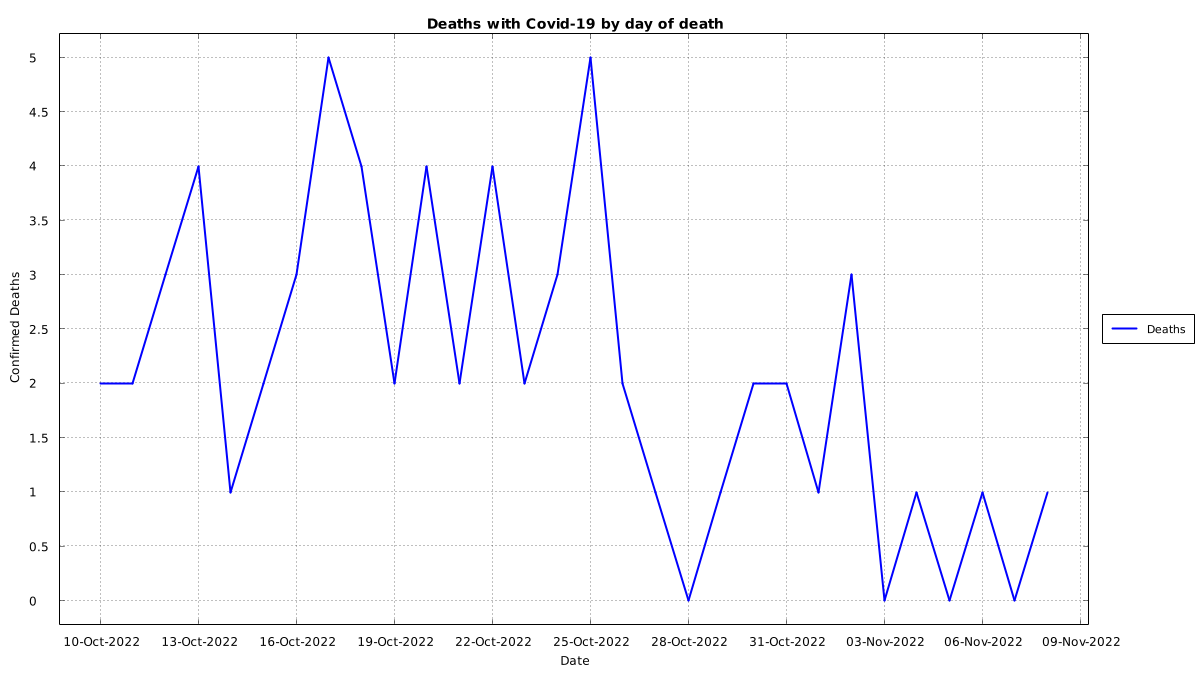 Deaths with Covid-19 by day of death
5
4.5
4
3.5
3
2.5
2
1.5
1
0.5
0
Confirmed Deaths
Deaths
10-Oct-2022 13-Oct-2022 16-Oct-2022 19-Oct-2022 22-Oct-2022 25-Oct-2022 28-Oct-2022 31-Oct-2022 03-Nov-2022 06-Nov-2022 09-Nov-2022
Date